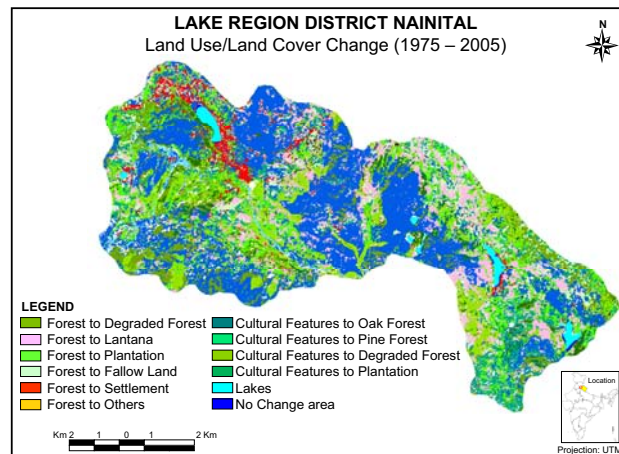 LAKE REGION DISTRICT NAINITAL
Land Use/Land Cover Change (1975 – 2005)
N
LEGEND
Forest to Degraded Forest
Forest to Lantana
Forest to Plantation
Forest to Fallow Land
Forest to Settlement
Forest to Others
Cultural Features to Oak Forest
Cultural Features to Pine Forest
Cultural Features to Degraded Forest
Cultural Features to Plantation
Lakes
No Change area
Km 2 1 0 1 2 Km
Location
Projection: UTM